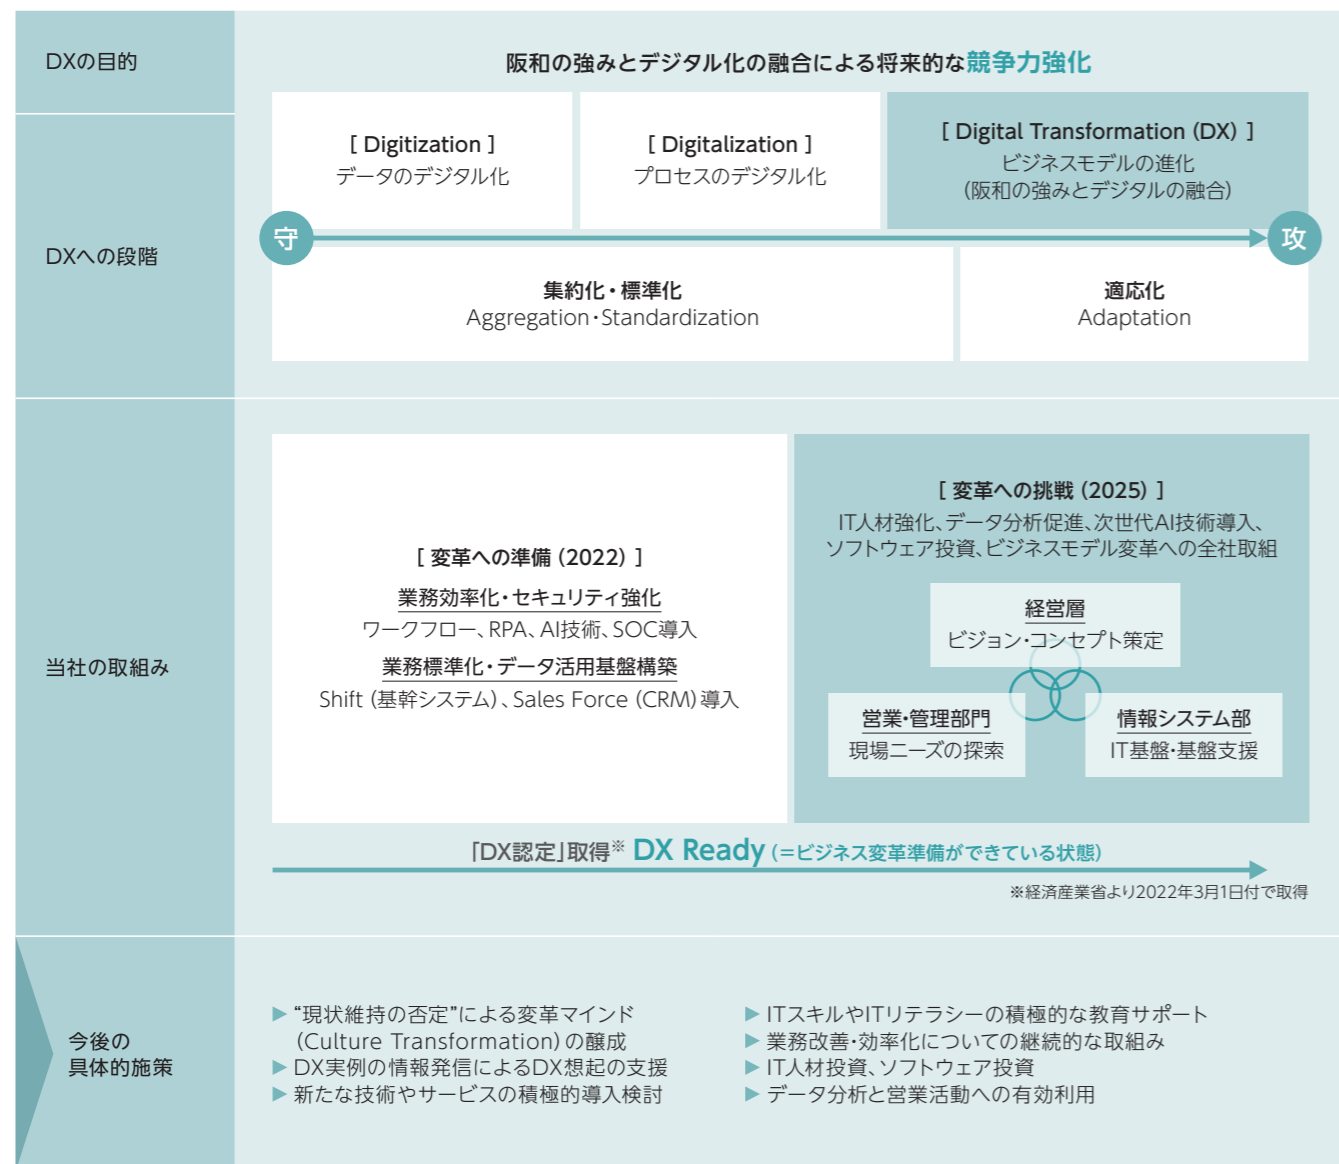 DXの目的
阪和の強みとデジタル化の融合による将来的な競争力強化
DXへの段階
[ Digitization ]
データのデジタル化
[ Digitalization ]
プロセスのデジタル化
[ Digital Transformation (DX) ]
ビジネスモデルの進化
(阪和の強みとデジタルの融合)
守
攻
集約化・標準化
Aggregation・Standardization
適応化
Adaptation
当社の取組み
[ 変革への準備 (2022) ]
業務効率化・セキュリティ強化
ワークフロー、RPA、AI技術、SOC導入
業務標準化・データ活用基盤構築
Shift (基幹システム)、Sales Force (CRM) 導入
[ 変革への挑戦 (2025) ]
IT人材強化、データ分析促進、次世代AI技術導入、
ソフトウェア投資、ビジネスモデル変革への全社取組
経営層
ビジョン・コンセプト策定
営業・管理部門
現場ニーズの探索
情報システム部
IT基盤・基盤支援
「DX認定」取得※ DX Ready (=ビジネス変革準備ができている状態)
※経済産業省より2022年3月1日付で取得
今後の
具体的施策
▶ “現状維持の否定”による変革マインド
(Culture Transformation) の醸成
▶ DX実例の情報発信によるDX想起の支援
▶ 新たな技術やサービスの積極的導入検討
▶ ITスキルやITリテラシーの積極的な教育サポート
▶ 業務改善・効率化についての継続的な取組み
▶ IT人材投資、ソフトウェア投資
▶ データ分析と営業活動への有効利用